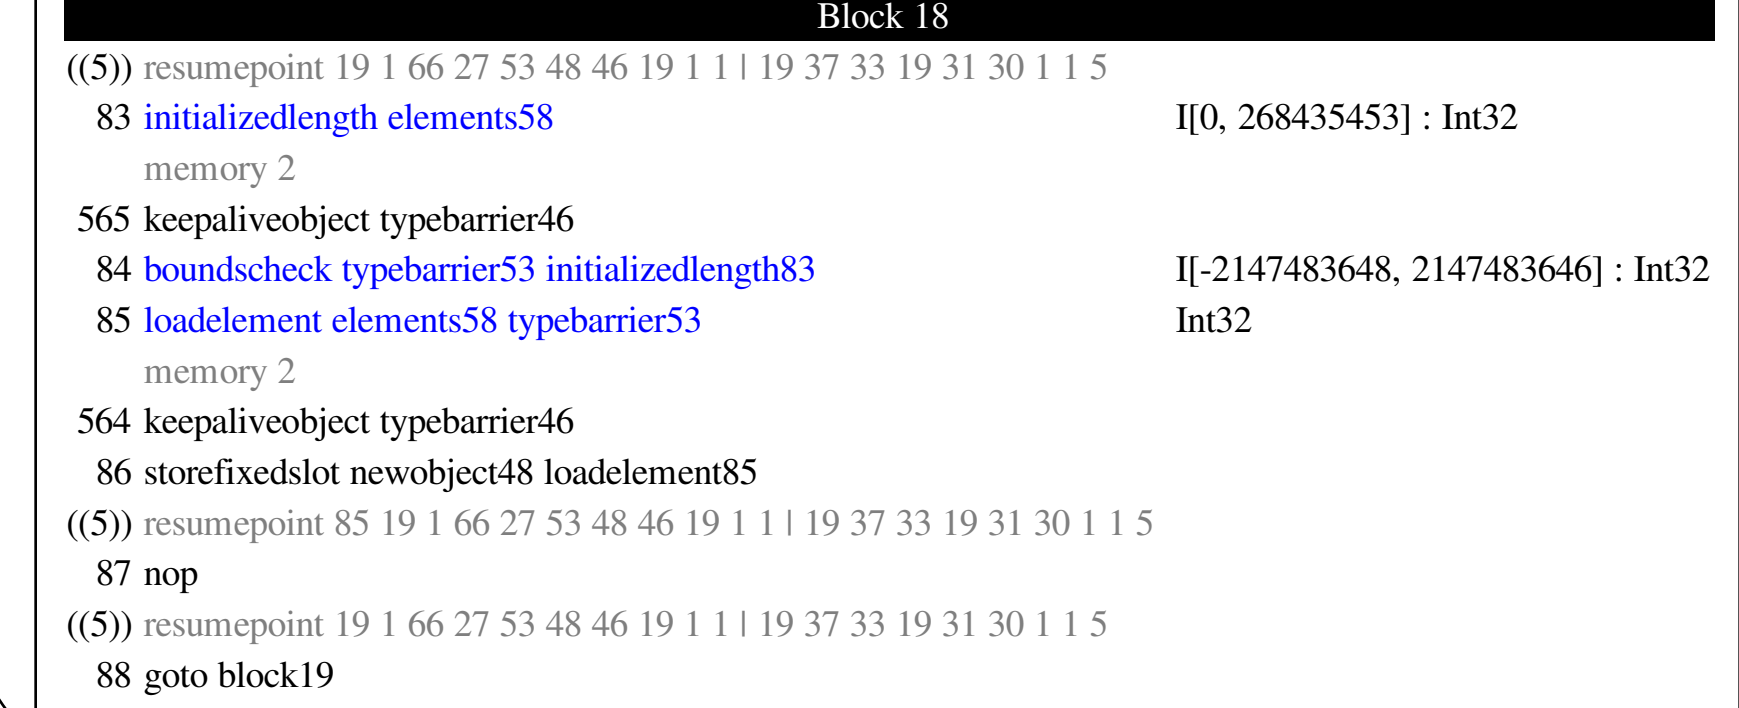 Block 18
((5)) resumepoint 19 1 66 27 53 48 46 19 1 1 | 19 37 33 19 31 30 1 1 5
83 initializedlength elements58 I[0, 268435453] : Int32
memory 2
565 keepaliveobject typebarrier46
84 boundscheck typebarrier53 initializedlength83 I[-2147483648, 2147483646] : Int32
85 loadelement elements58 typebarrier53 Int32
memory 2
564 keepaliveobject typebarrier46
86 storefixedslot newobject48 loadelement85
((5)) resumepoint 85 19 1 66 27 53 48 46 19 1 1 | 19 37 33 19 31 30 1 1 5
87 nop
((5)) resumepoint 19 1 66 27 53 48 46 19 1 1 | 19 37 33 19 31 30 1 1 5
88 goto block19